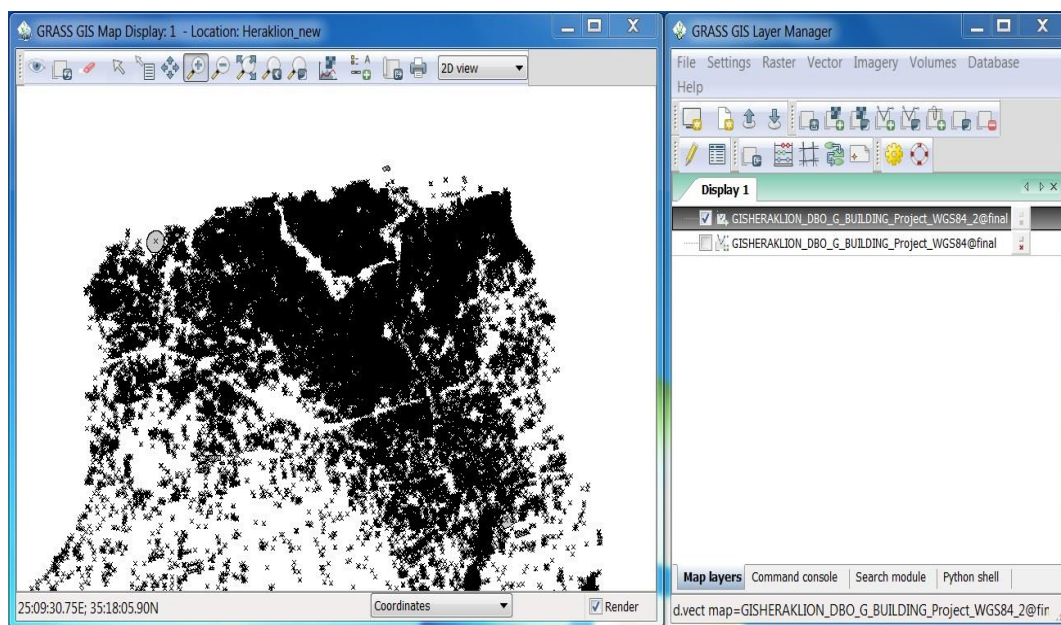 GRASS GIS Map Display: 1 - Location: Heraklion_new
2D view
25:09:30.75E; 35:18:05.90N
Coordinates
Render
GRASS GIS Layer Manager
File Settings Raster Vector Imagery Volumes Database
Help
Display 1
GISHERAKLION_DBO_G_BUILDING_Project_WGS84_2@final
GISHERAKLION_DBO_G_BUILDING_Project_WGS84@final
Map layers Command console Search module Python shell
d.vect map=GISHERAKLION_DBO_G_BUILDING_Project_WGS84_2@fir